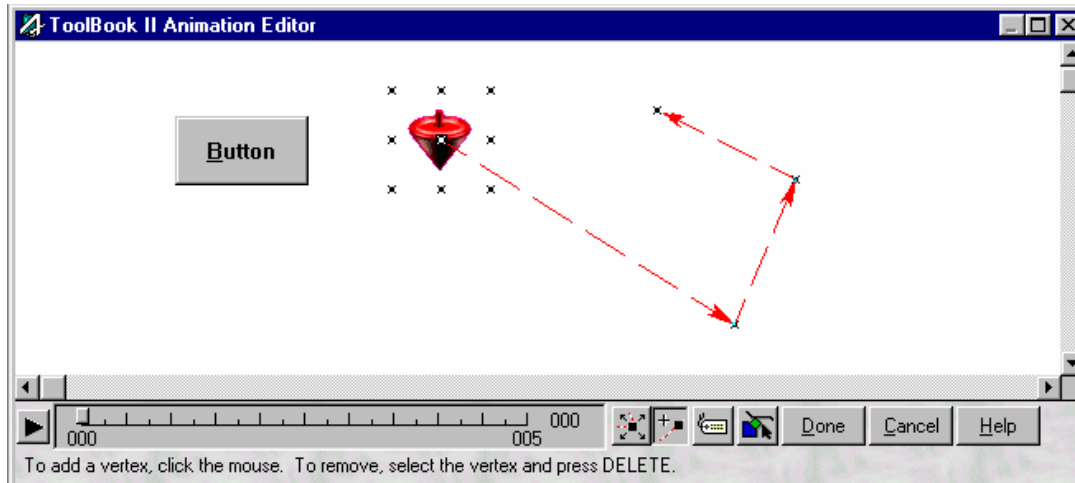 ToolBook II Animation Editor
Button
000
000
005
Done
Cancel
Help
To add a vertex, click the mouse. To remove, select the vertex and press DELETE.